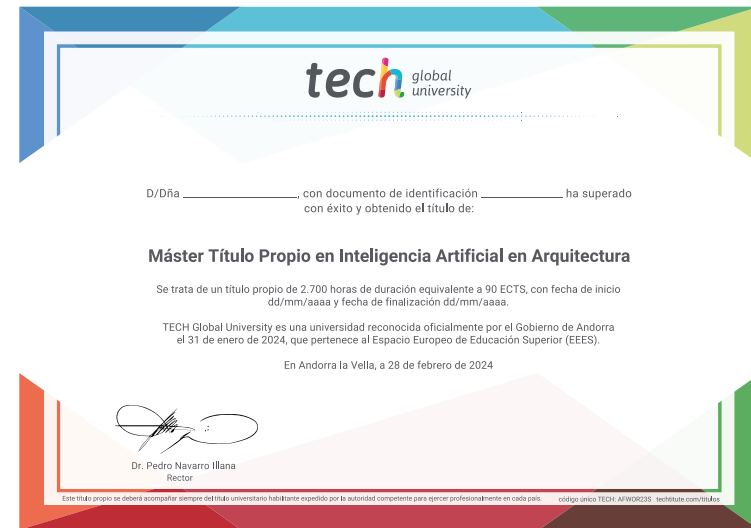 tech global university
D/Dña ______________, con documento de identificación ______________ ha superado
con éxito y obtenido el título de:
Máster Título Propio en Inteligencia Artificial en Arquitectura
Se trata de un título propio de 2.700 horas de duración equivalente a 90 ECTS, con fecha de inicio
dd/mm/aaaa y fecha de finalización dd/mm/aaaa.
TECH Global University es una universidad reconocida oficialmente por el Gobierno de Andorra
el 31 de enero de 2024, que pertenece al Espacio Europeo de Educación Superior (EEES).
En Andorra la Vella, a 28 de febrero de 2024
Dr. Pedro Navarro Illana
Rector
Este título propio se deberá acompañar siempre del título universitario habilitante expedido por la autoridad competente para ejercer profesionalmente en cada país. código único TECH: AFWOR23S techtitute.com/titulos